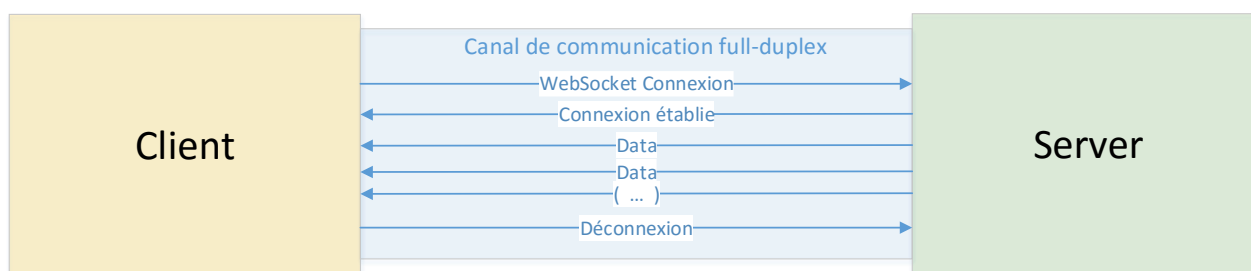 Canal de communication full-duplex
WebSocket Connexion
Connexion établie
Client
Data
Server
Data
( ... )
Déconnexion